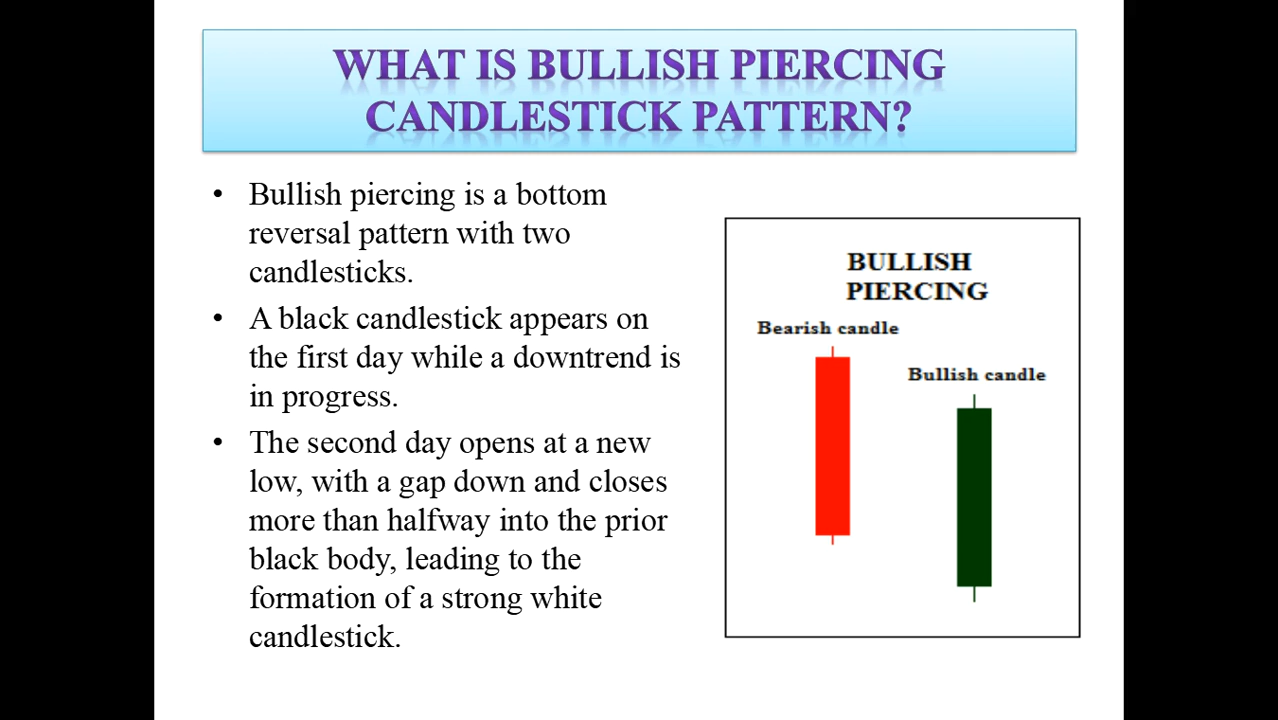 WHAT IS BULLISH PIERCING
CANDLESTICK PATTERN?
• Bullish piercing is a bottom
reversal pattern with two
candlesticks.
• A black candlestick appears on
the first day while a downtrend is
in progress.
• The second day opens at a new
low, with a gap down and closes
more than halfway into the prior
black body, leading to the
formation of a strong white
candlestick.
BULLISH
PIERCING
Bearish candle
Bullish candle